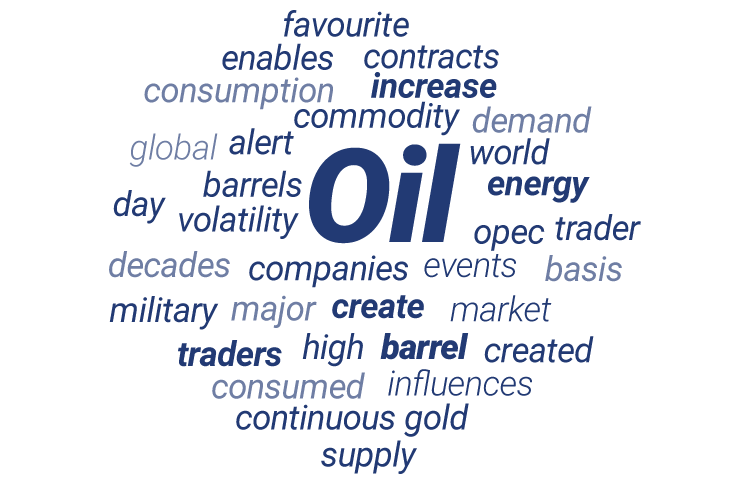 favourite
enables contracts
consumption increase
commodity demand
global alert world
barrels Oil energy
day volatility opec trader
decades companies events basis
military major create market
traders high barrel created
consumed influences
continuous gold
supply